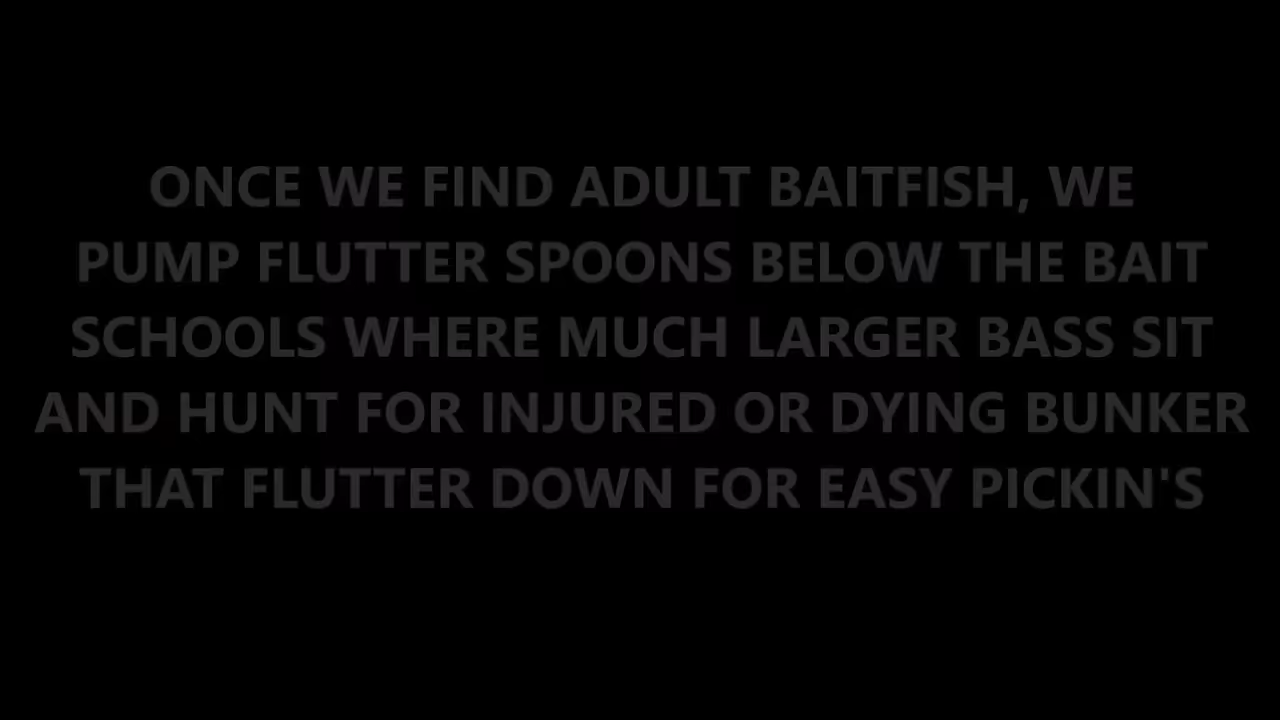 ONCE WE FIND ADULT BAITFISH, WE
PUMP FLUTTER SPOONS BELOW THE BAIT
SCHOOLS WHERE MUCH LARGER BASS SIT
AND HUNT FOR INJURED OR DYING BUNKER
THAT FLUTTER DOWN FOR EASY PICKIN'S